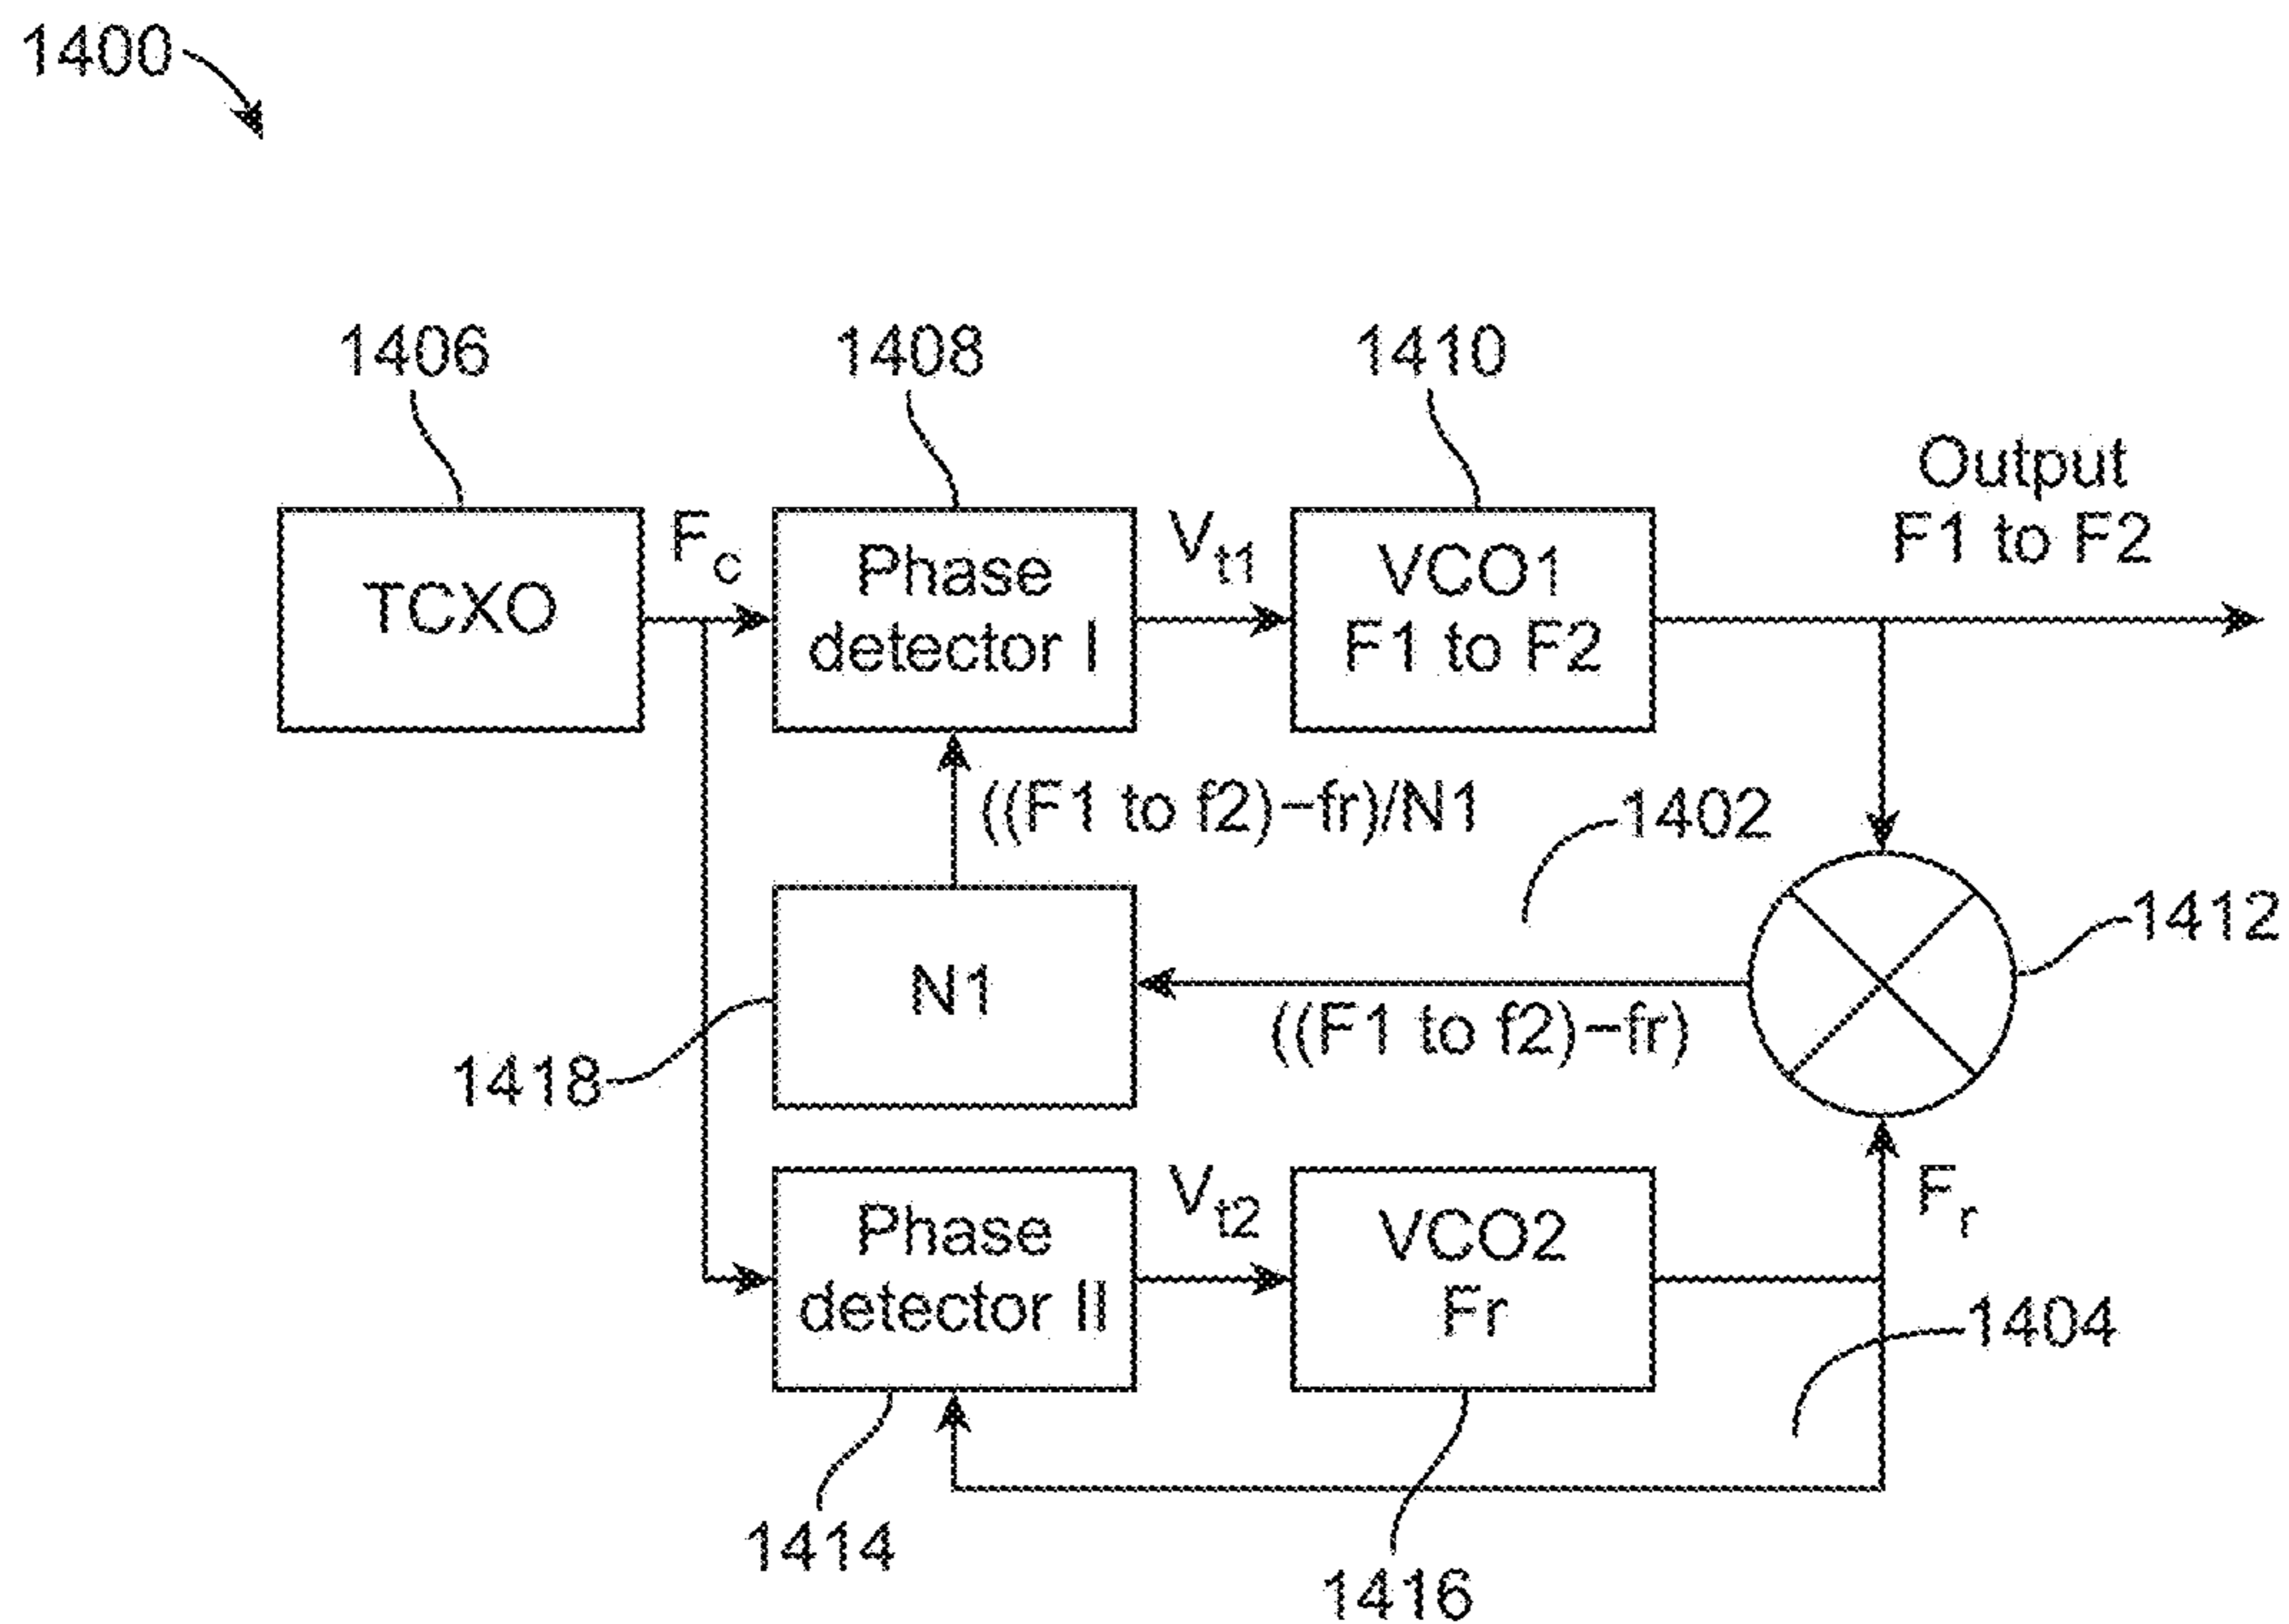 1400
1406
1408
1410
Output
F1 to F2
TCXO
Fc
Phase
detector I
Vt1
VCO1
F1 to F2
((F1 to f2)−fr)/N1
1402
1412
N1
((F1 to f2)−fr)
1418
Phase
detector II
Vt2
VCO2
Fr
Fr
1404
1414
1416